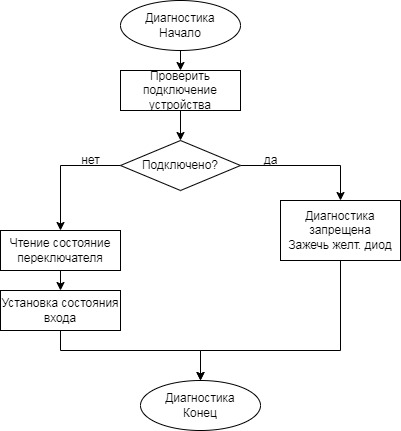 Диагностика
Начало
Проверить
подключение
устройства
Подключено?
нет
да
Чтение состояние
переключателя
Диагностика
запрещена
Зажечь желт. диод
Установка состояния
входа
Диагностика
Конец